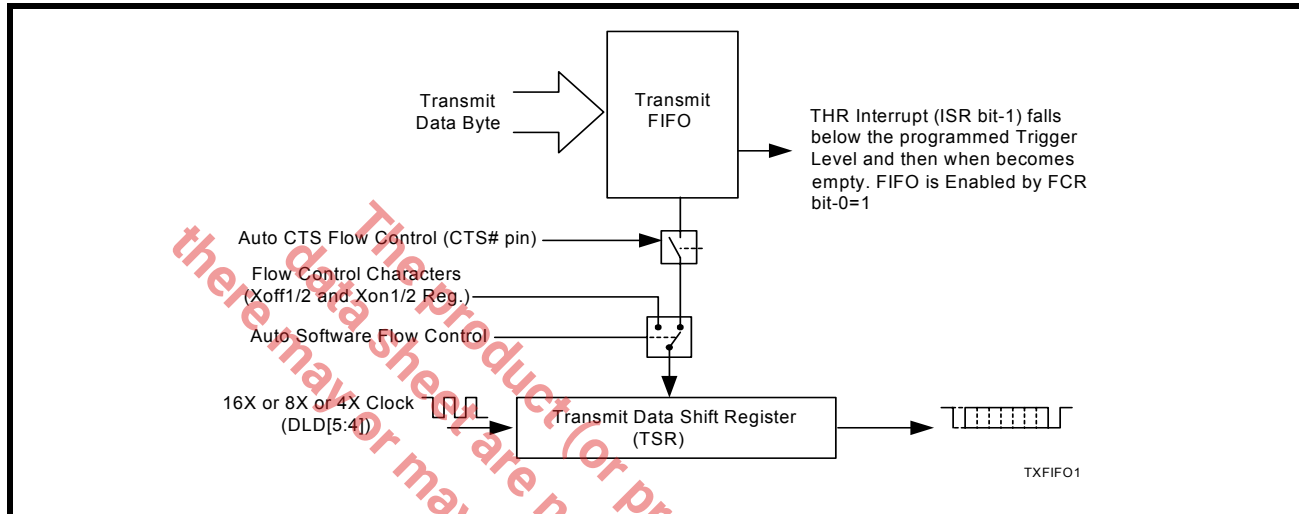 Transmit
Data Byte
Transmit
FIFO
THR Interrupt (ISR bit-1) falls
below the programmed Trigger
Level and then when becomes
empty. FIFO is Enabled by FCR
bit-0=1
Auto CTS Flow Control (CTS# pin)
Flow Control Characters
(Xoff1/2 and Xon1/2 Reg.)
Auto Software Flow Control
16X or 8X or 4X Clock
(DLD[5:4])
Transmit Data Shift Register
(TSR)
TXFIFO1
The product (or pr
data sheet are n
there may or may